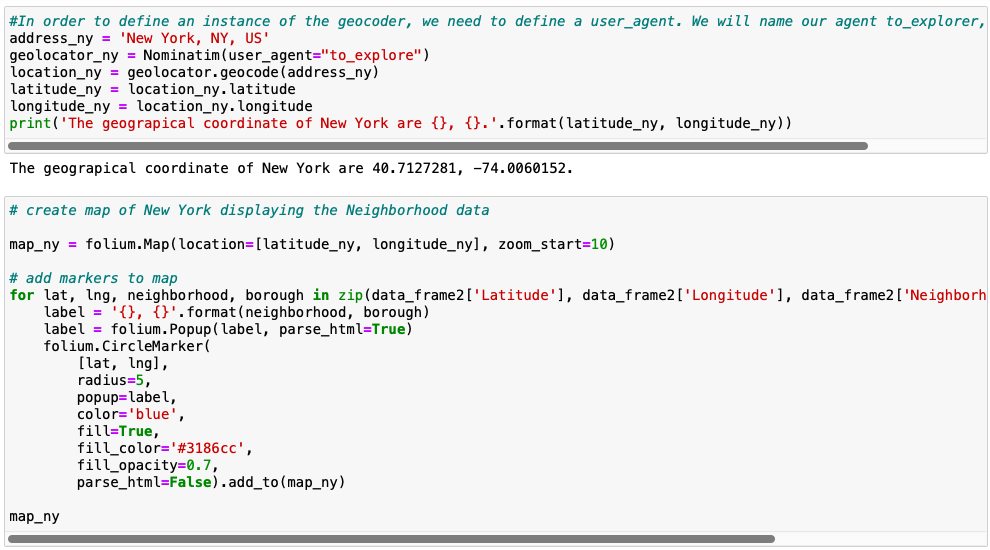 #In order to define an instance of the geocoder, we need to define a user_agent. We will name our agent to_explorer,
address_ny = 'New York, NY, US'
geolocator_ny = Nominatim(user_agent="to_explore")
location_ny = geolocator.geocode(address_ny)
latitude_ny = location_ny.latitude
longitude_ny = location_ny.longitude
print('The geograpical coordinate of New York are {}, {}.'.format(latitude_ny, longitude_ny))
The geograpical coordinate of New York are 40.7127281, -74.0060152.
# create map of New York displaying the Neighborhood data
map_ny = folium.Map(location=[latitude_ny, longitude_ny], zoom_start=10)
# add markers to map
for lat, lng, neighborhood, borough in zip(data_frame2['Latitude'], data_frame2['Longitude'], data_frame2['Neighborh
    label = '{}, {}'.format(neighborhood, borough)
    label = folium.Popup(label, parse_html=True)
    folium.CircleMarker(
        [lat, lng],
        radius=5,
        popup=label,
        color='blue',
        fill=True,
        fill_color='#3186cc',
        fill_opacity=0.7,
        parse_html=False).add_to(map_ny)
map_ny